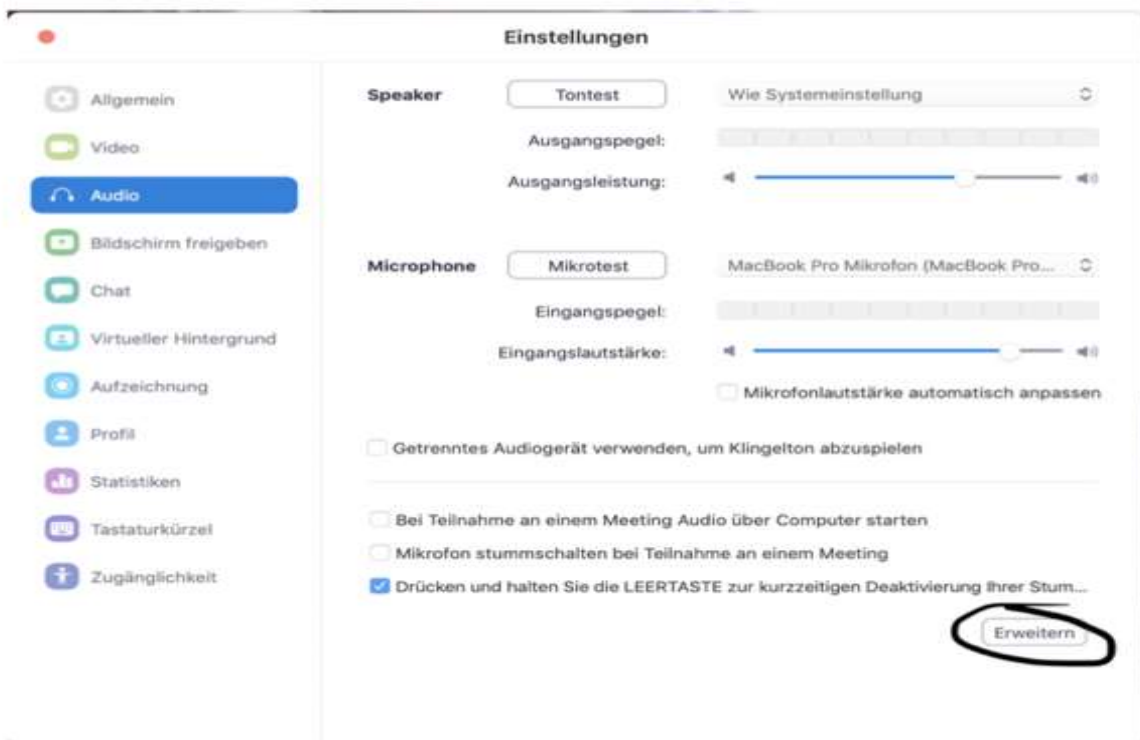 Einstellungen
Allgemein
Video
Audio
Bildschirm freigeben
Chat
Virtueller Hintergrund
Aufzeichnung
Profil
Statistiken
Tastaturkürzel
Zugänglichkeit
Speaker Tontest Wie Systemeinstellung
Ausgangspegel:
Ausgangsleistung:
Microphone Mikrotest MacBook Pro Mikrofon (MacBook Pro...
Eingangspegel:
Eingangslautstärke:
Mikrofonlautstärke automatisch anpassen
Getrenntes Audiogerät verwenden, um Klingelton abzuspielen
Bei Teilnahme an einem Meeting Audio über Computer starten
Mikrofon stummschalten bei Teilnahme an einem Meeting
Drücken und halten Sie die LEERTASTE zur kurzzeitigen Deaktivierung Ihrer Stum...
Erweitern